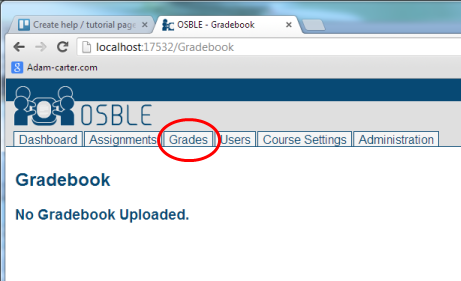 Create help / tutorial page
OSBLE - Gradebook
localhost:17532/Gradebook
Adam-carter.com
OSBLE
Dashboard Assignments Grades Users Course Settings Administration
Gradebook
No Gradebook Uploaded.